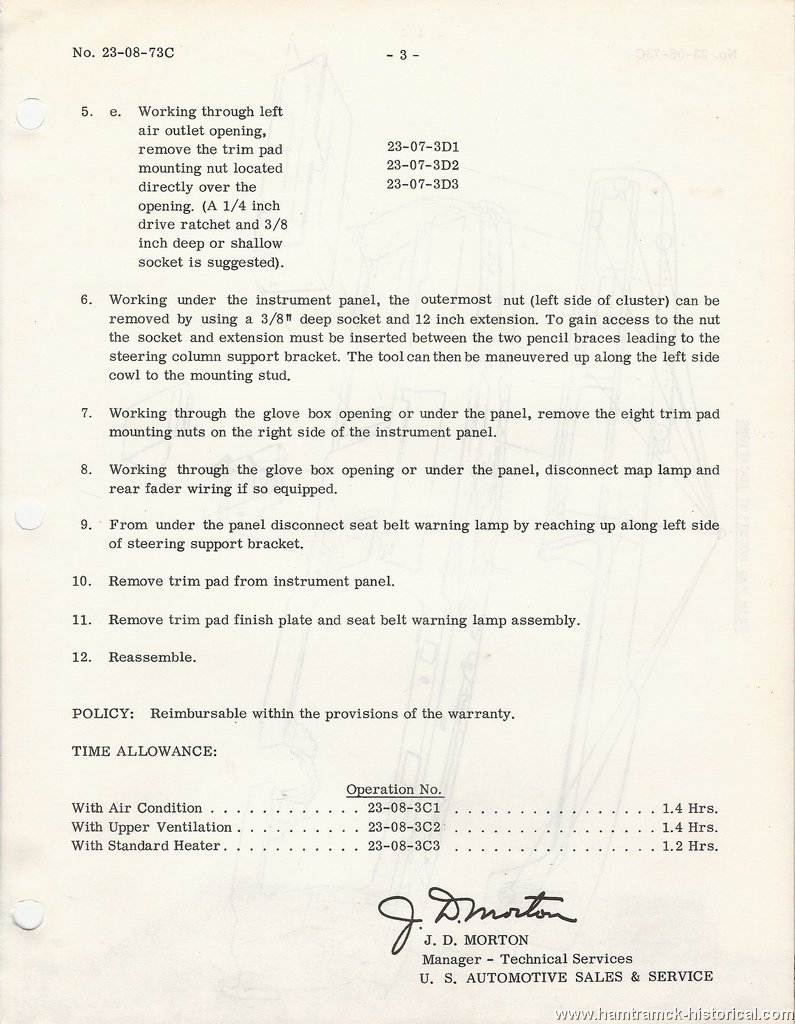 No. 23-08-73C
- 3 -
5. e. Working through left
air outlet opening,
remove the trim pad
mounting nut located
directly over the
opening. (A 1/4 inch
drive ratchet and 3/8
inch deep or shallow
socket is suggested).
23-07-3D1
23-07-3D2
23-07-3D3
6. Working under the instrument panel, the outermost nut (left side of cluster) can be
removed by using a 3/8" deep socket and 12 inch extension. To gain access to the nut
the socket and extension must be inserted between the two pencil braces leading to the
steering column support bracket. The tool can then be maneuvered up along the left side
cowl to the mounting stud.
7. Working through the glove box opening or under the panel, remove the eight trim pad
mounting nuts on the right side of the instrument panel.
8. Working through the glove box opening or under the panel, disconnect map lamp and
rear fader wiring if so equipped.
9. From under the panel disconnect seat belt warning lamp by reaching up along left side
of steering support bracket.
10. Remove trim pad from instrument panel.
11. Remove trim pad finish plate and seat belt warning lamp assembly.
12. Reassemble.
POLICY: Reimbursable within the provisions of the warranty.
TIME ALLOWANCE:
Operation No.
With Air Condition . . . . . . . . . . . . 23-08-3C1 . . . . . . . . . . . . . . . . 1.4 Hrs.
With Upper Ventilation . . . . . . . . . . 23-08-3C2 . . . . . . . . . . . . . . . . 1.4 Hrs.
With Standard Heater. . . . . . . . . . . 23-08-3C3 . . . . . . . . . . . . . . . . 1.2 Hrs.
J. D. Morton
J. D. MORTON
Manager - Technical Services
U. S. AUTOMOTIVE SALES & SERVICE
www.hamtramck-historical.com